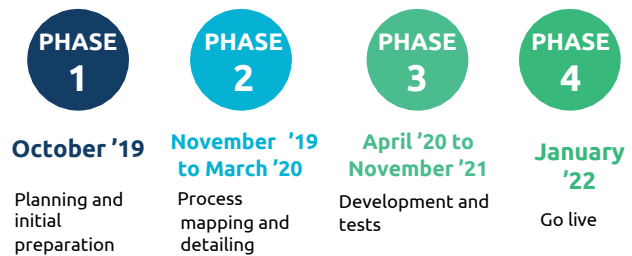 PHASE
1
PHASE
2
PHASE
3
PHASE
4
October ’19
November ’19
to March ’20
April ’20 to
November ’21
January
’22
Planning and
initial
preparation
Process
mapping and
detailing
Development and
tests
Go live